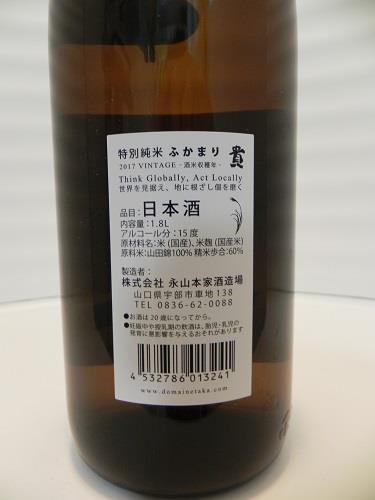 特別純米 ふかまり 貴
2017 VINTAGE -酒米収穫年-
Think Globally, Act Locally
世界を見据え、地に根ざし個を磨く
品目:日本酒
内容量:1.8L
アルコール分:15度
原材料名:米(国産)、米麹(国産米)
原料米:山田錦100% 精米歩合:60%
製造者:
株式会社 永山本家酒造場
山口県宇部市車地138
TEL 0836-62-0088
●お酒は20歳になってから。
●妊娠中や授乳期の飲酒は、胎児・乳児の
発育に悪影響を与えるおそれがあります
4 532786 013241
www.domainetaka.com